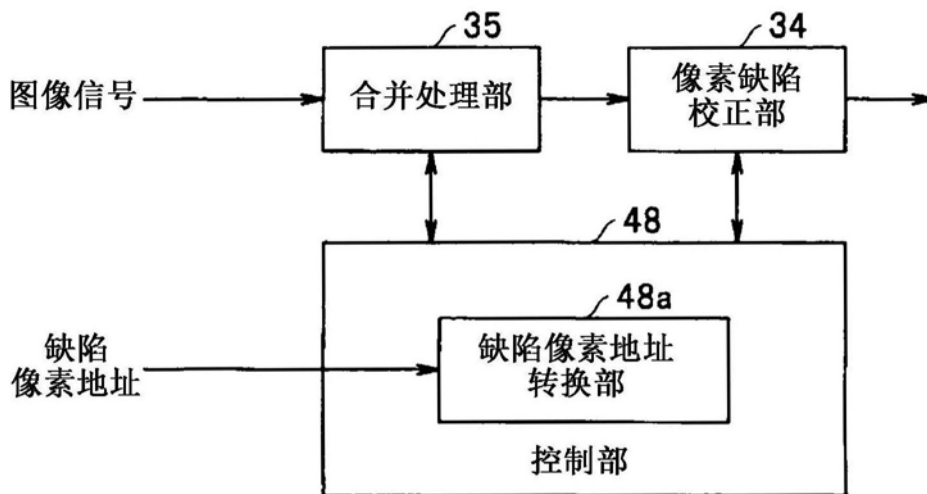 35
34
图像信号
合并处理部
像素缺陷
校正部
48
48a
缺陷
像素地址
缺陷像素地址
转换部
控制部